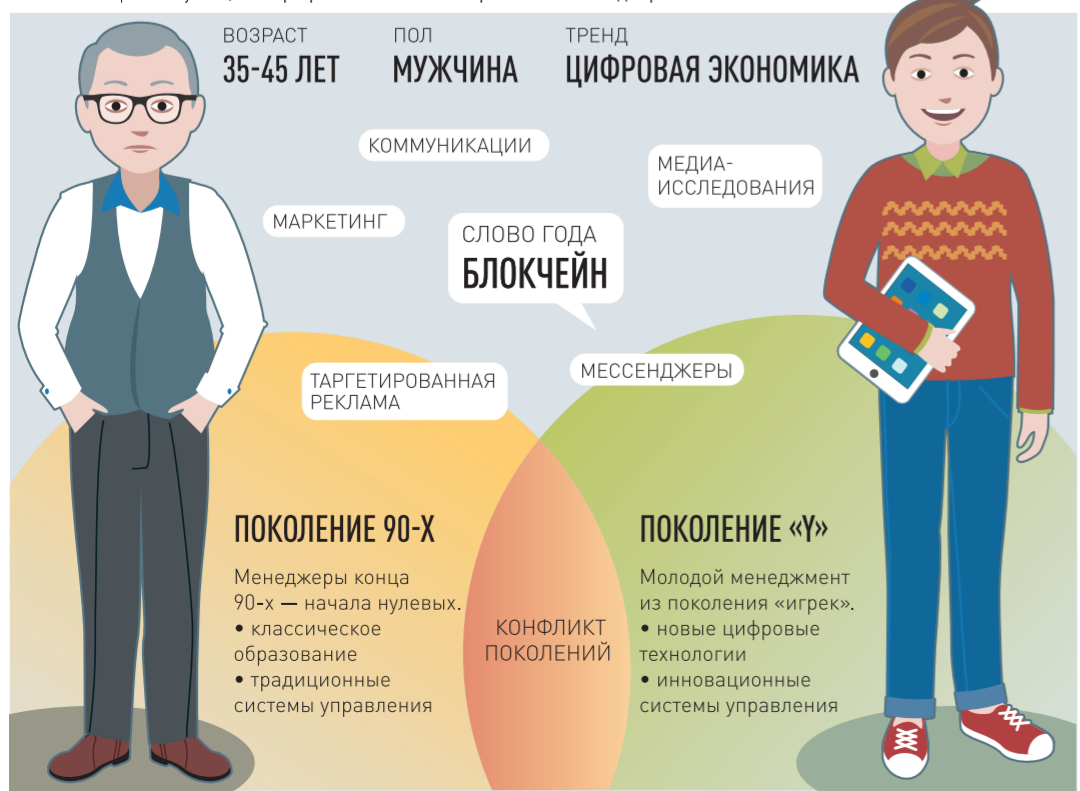 ВОЗРАСТ
35-45 ЛЕТ
ПОЛ
МУЖЧИНА
ТРЕНД
ЦИФРОВАЯ ЭКОНОМИКА
КОММУНИКАЦИИ
МЕДИА-
ИССЛЕДОВАНИЯ
МАРКЕТИНГ
СЛОВО ГОДА
БЛОКЧЕЙН
ТАРГЕТИРОВАННАЯ
РЕКЛАМА
МЕССЕНДЖЕРЫ
ПОКОЛЕНИЕ 90-Х
Менеджеры конца
90-х — начала нулевых.
• классическое
образование
• традиционные
системы управления
КОНФЛИКТ
ПОКОЛЕНИЙ
ПОКОЛЕНИЕ «Y»
Молодой менеджмент
из поколения «игрек».
• новые цифровые
технологии
• инновационные
системы управления